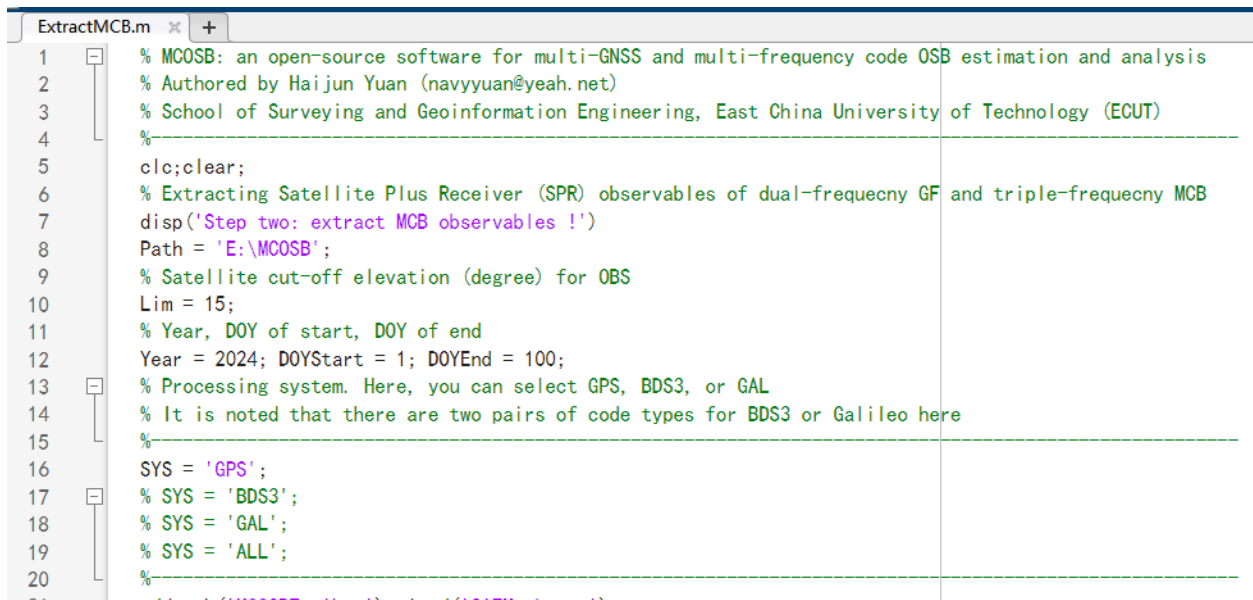 ExtractMCB.m × +
1 % MCOSB: an open-source software for multi-GNSS and multi-frequency code OSB estimation and analysis
2 % Authored by Haijun Yuan (navyyuan@yeah.net)
3 % School of Surveying and Geoinformation Engineering, East China University of Technology (ECUT)
4 %----------------------------------------------------------------------------------------------------
5 clc;clear;
6 % Extracting Satellite Plus Receiver (SPR) observables of dual-frequecny GF and triple-frequecny MCB
7 disp('Step two: extract MCB observables !')
8 Path = 'E:\MCOSB';
9 % Satellite cut-off elevation (degree) for OBS
10 Lim = 15;
11 % Year, DOY of start, DOY of end
12 Year = 2024; DOYStart = 1; DOYEnd = 100;
13 % Processing system. Here, you can select GPS, BDS3, or GAL
14 % It is noted that there are two pairs of code types for BDS3 or Galileo here
15 %----------------------------------------------------------------------------------------------------
16 SYS = 'GPS';
17 % SYS = 'BDS3';
18 % SYS = 'GAL';
19 % SYS = 'ALL';
20 %----------------------------------------------------------------------------------------------------